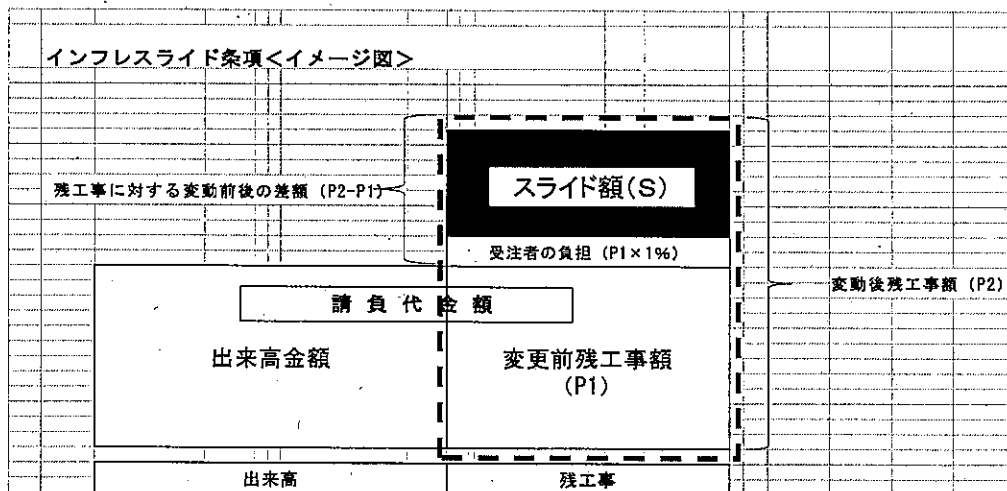 インフレスライド条項<イメージ図>
スライド額(S)
残工事に対する変動前後の差額 (P2-P1)
受注者の負担 (P1×1%)
変動後残工事額 (P2)
請負代金額
出来高金額
変更前残工事額
(P1)
出来高
残工事